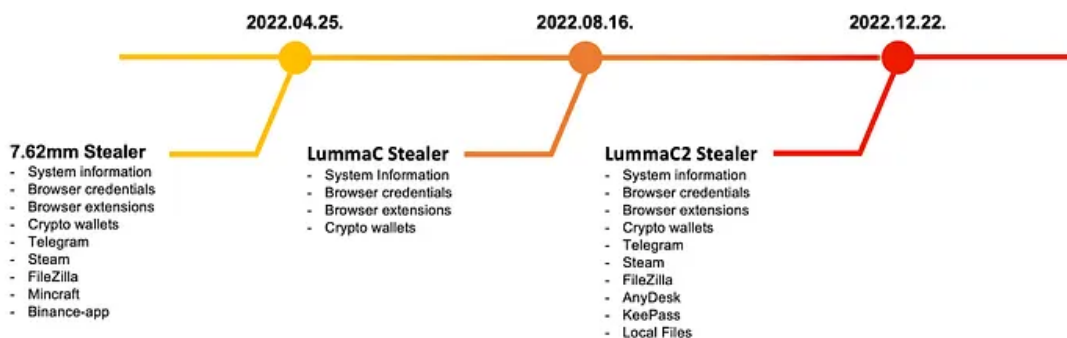 2022.04.25.
2022.08.16.
2022.12.22.
7.62mm Stealer
- System information
- Browser credentials
- Browser extensions
- Crypto wallets
- Telegram
- Steam
- FileZilla
- Mincraft
- Binance-app
LummaC Stealer
- System Information
- Browser credentials
- Browser extensions
- Crypto wallets
LummaC2 Stealer
- System information
- Browser credentials
- Browser extensions
- Crypto wallets
- Telegram
- Steam
- FileZilla
- AnyDesk
- KeePass
- Local Files